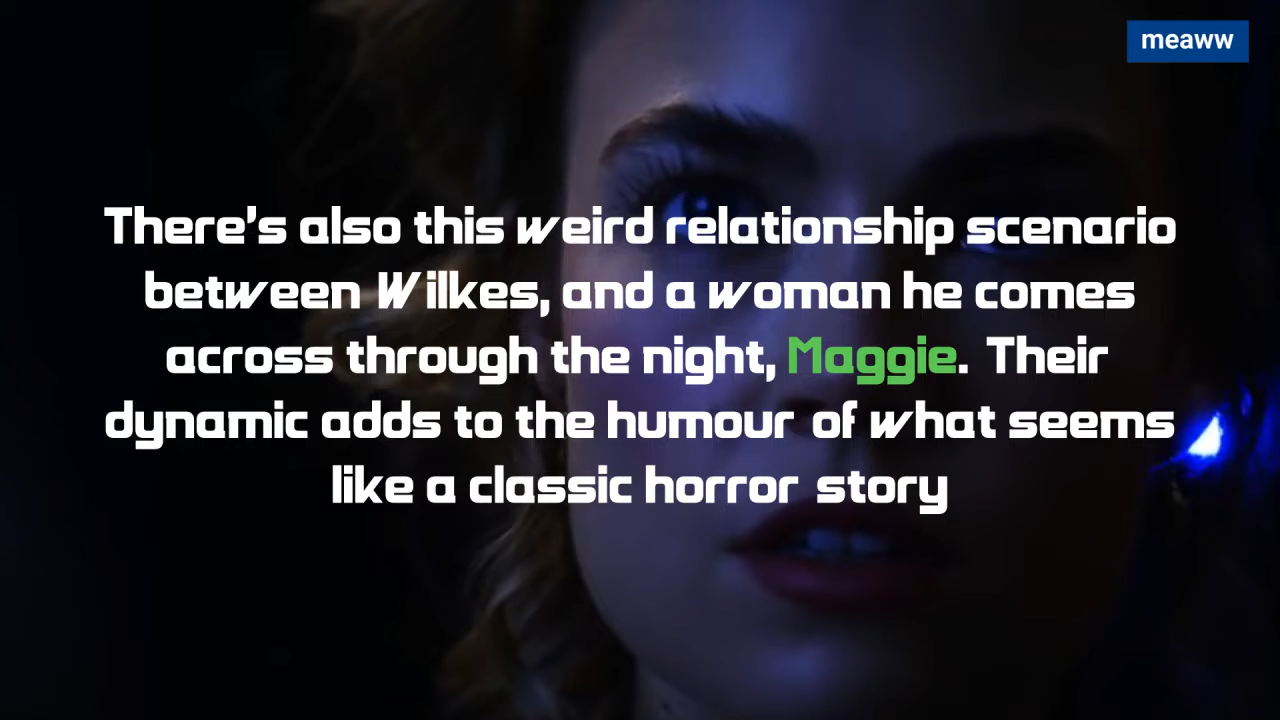 meaww
There's also this weird relationship scenario
between Wilkes, and a woman he comes
across through the night, Maggie. Their
dynamic adds to the humour of what seems
like a classic horror story